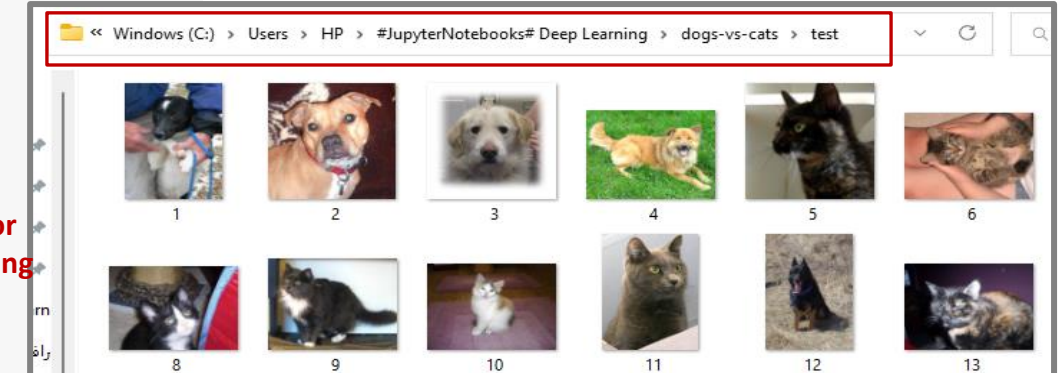 « Windows (C:) › Users › HP › #JupyterNotebooks# Deep Learning › dogs-vs-cats › test
1 2 3 4 5 6
or
ng
rn
8 9 10 11 12 13